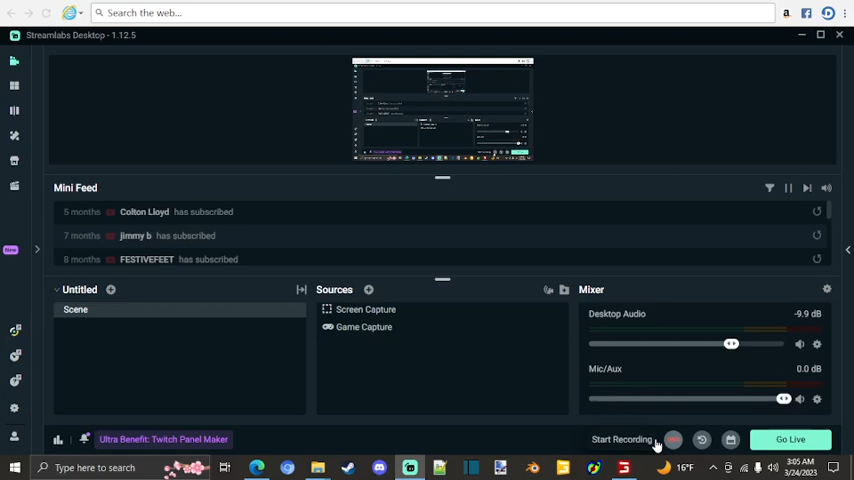 Search the web...
Streamlabs Desktop - 1.12.5
Mini Feed
5 months Colton Lloyd has subscribed
7 months jimmy b has subscribed
8 months FESTIVEFEET has subscribed
New
Untitled
Sources
Mixer
Scene
Screen Capture
Game Capture
Desktop Audio -9.9 dB
Mic/Aux 0.0 dB
Ultra Benefit: Twitch Panel Maker
Start Recording
Go Live
Type here to search
16°F
3:05 AM
3/24/2023